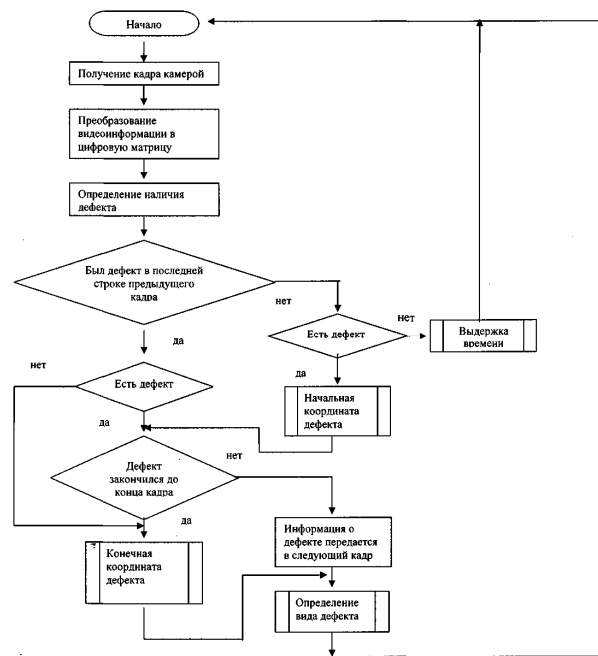 Начало
Получение кадра камерой
Преобразование
видеоинформации в
цифровую матрицу
Определение наличия
дефекта
Был дефект в последней
строке предыдущего
кадра
нет
да
Есть дефект
нет
Выдержка
времени
да
нет
Есть дефект
да
Начальная
координата
дефекта
Дефект
закончился до
конца кадра
нет
да
Информация о
дефекте передается
в следующий кадр
Конечная
координата
дефекта
Определение
вида дефекта